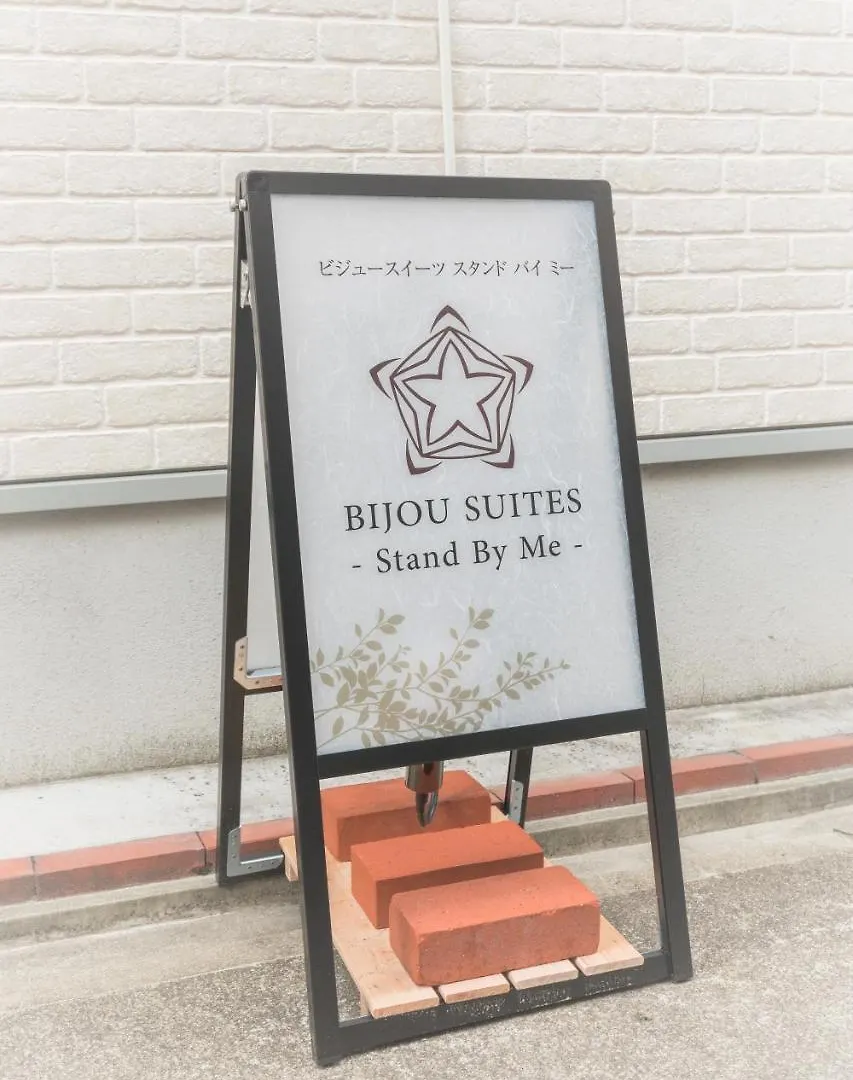 ビジュースイーツ スタンド バイ ミー
BIJOU SUITES
- Stand By Me -